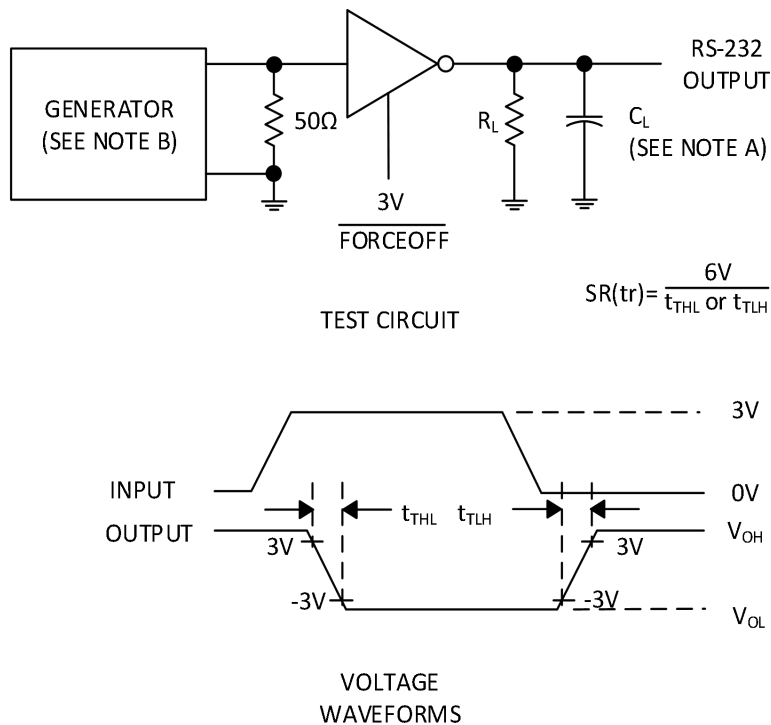 GENERATOR
(SEE NOTE B)
50Ω
3V
FORCEOFF
RL
CL
(SEE NOTE A)
RS-232
OUTPUT
TEST CIRCUIT
SR(tr)= 6V
tTHL or tTLH
3V
INPUT
0V
tTHL tTLH
OUTPUT
VOH
3V
3V
-3V
-3V
VOL
VOLTAGE
WAVEFORMS